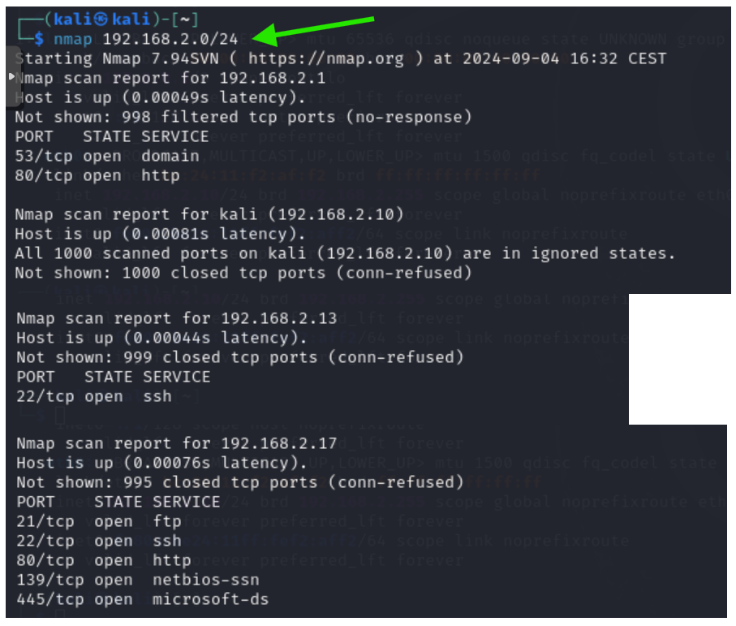 ┌──(kali㉿kali)-[~]
└─$ nmap 192.168.2.0/24
Starting Nmap 7.94SVN ( https://nmap.org ) at 2024-09-04 16:32 CEST
Nmap scan report for 192.168.2.1
Host is up (0.00049s latency).
Not shown: 998 filtered tcp ports (no-response)
PORT   STATE SERVICE
53/tcp open  domain
80/tcp open  http

Nmap scan report for kali (192.168.2.10)
Host is up (0.00081s latency).
All 1000 scanned ports on kali (192.168.2.10) are in ignored states.
Not shown: 1000 closed tcp ports (conn-refused)

Nmap scan report for 192.168.2.13
Host is up (0.00044s latency).
Not shown: 999 closed tcp ports (conn-refused)
PORT   STATE SERVICE
22/tcp open  ssh

Nmap scan report for 192.168.2.17
Host is up (0.00076s latency).
Not shown: 995 closed tcp ports (conn-refused)
PORT    STATE SERVICE
21/tcp  open  ftp
22/tcp  open  ssh
80/tcp  open  http
139/tcp open  netbios-ssn
445/tcp open  microsoft-ds